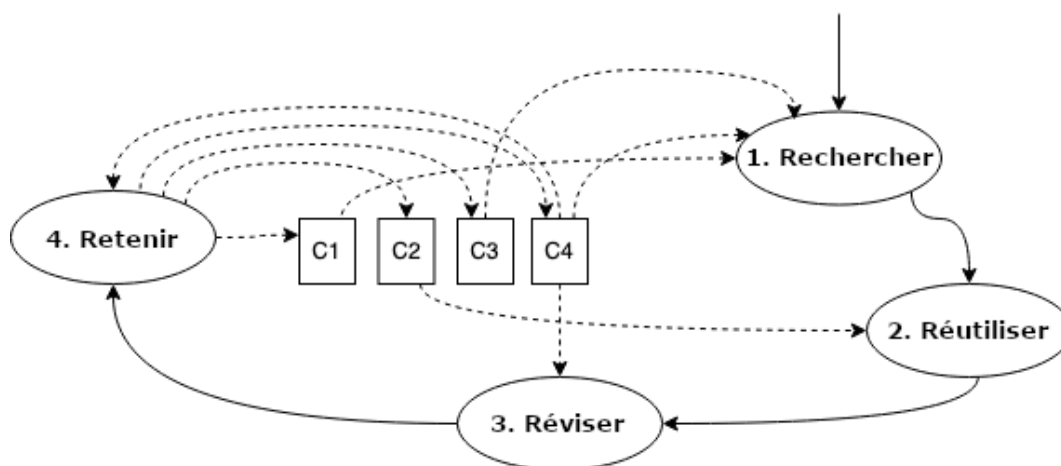 1. Rechercher
4. Retenir
C1
C2
C3
C4
2. Réutiliser
3. Réviser